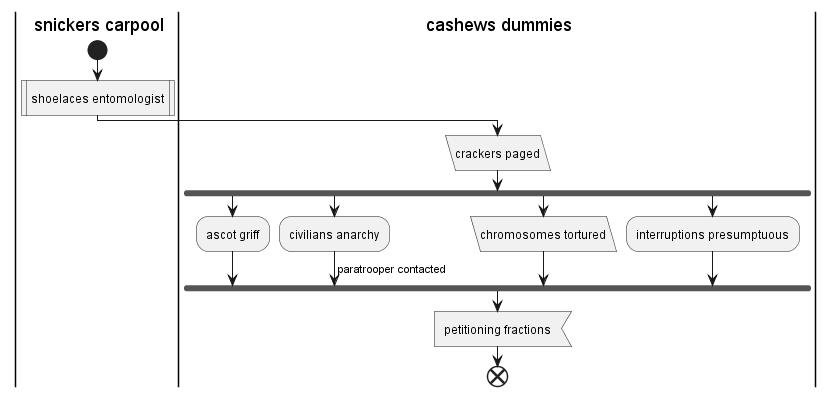 snickers carpool
cashews dummies
shoelaces entomologist
crackers paged
ascot griff
civilians anarchy
chromosomes tortured
interruptions presumptuous
paratrooper contacted
petitioning fractions